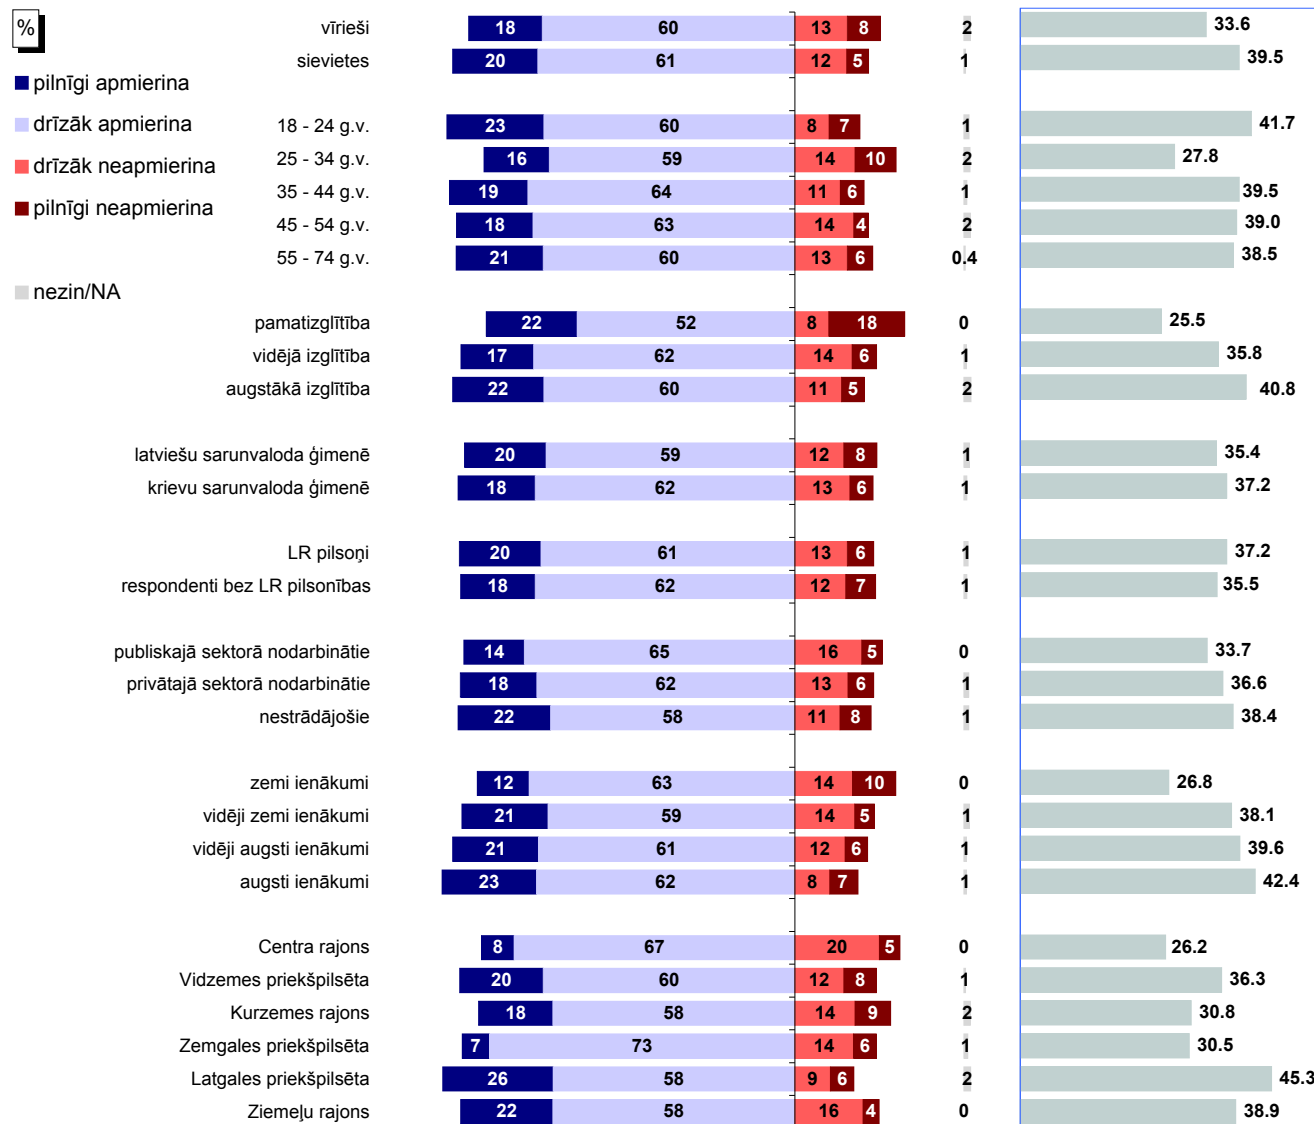 %
pilnīgi apmierina
drīzāk apmierina
drīzāk neapmierina
pilnīgi neapmierina
nezin/NA
vīrieši 18 60 13 8 2 33.6
sievietes 20 61 12 5 1 39.5
18 - 24 g.v. 23 60 8 7 1 41.7
25 - 34 g.v. 16 59 14 10 2 27.8
35 - 44 g.v. 19 64 11 6 1 39.5
45 - 54 g.v. 18 63 14 4 2 39.0
55 - 74 g.v. 21 60 13 6 0.4 38.5
pamatizglītība 22 52 8 18 0 25.5
vidējā izglītība 17 62 14 6 1 35.8
augstākā izglītība 22 60 11 5 2 40.8
latviešu sarunvaloda ģimenē 20 59 12 8 1 35.4
krievu sarunvaloda ģimenē 18 62 13 6 1 37.2
LR pilsoņi 20 61 13 6 1 37.2
respondenti bez LR pilsonības 18 62 12 7 1 35.5
publiskajā sektorā nodarbinātie 14 65 16 5 0 33.7
privātajā sektorā nodarbinātie 18 62 13 6 1 36.6
nestrādājošie 22 58 11 8 1 38.4
zemi ienākumi 12 63 14 10 0 26.8
vidēji zemi ienākumi 21 59 14 5 1 38.1
vidēji augsti ienākumi 21 61 12 6 1 39.6
augsti ienākumi 23 62 8 7 1 42.4
Centra rajons 8 67 20 5 0 26.2
Vidzemes priekšpilsēta 20 60 12 8 1 36.3
Kurzemes rajons 18 58 14 9 2 30.8
Zemgales priekšpilsēta 7 73 14 6 1 30.5
Latgales priekšpilsēta 26 58 9 6 2 45.3
Ziemeļu rajons 22 58 16 4 0 38.9